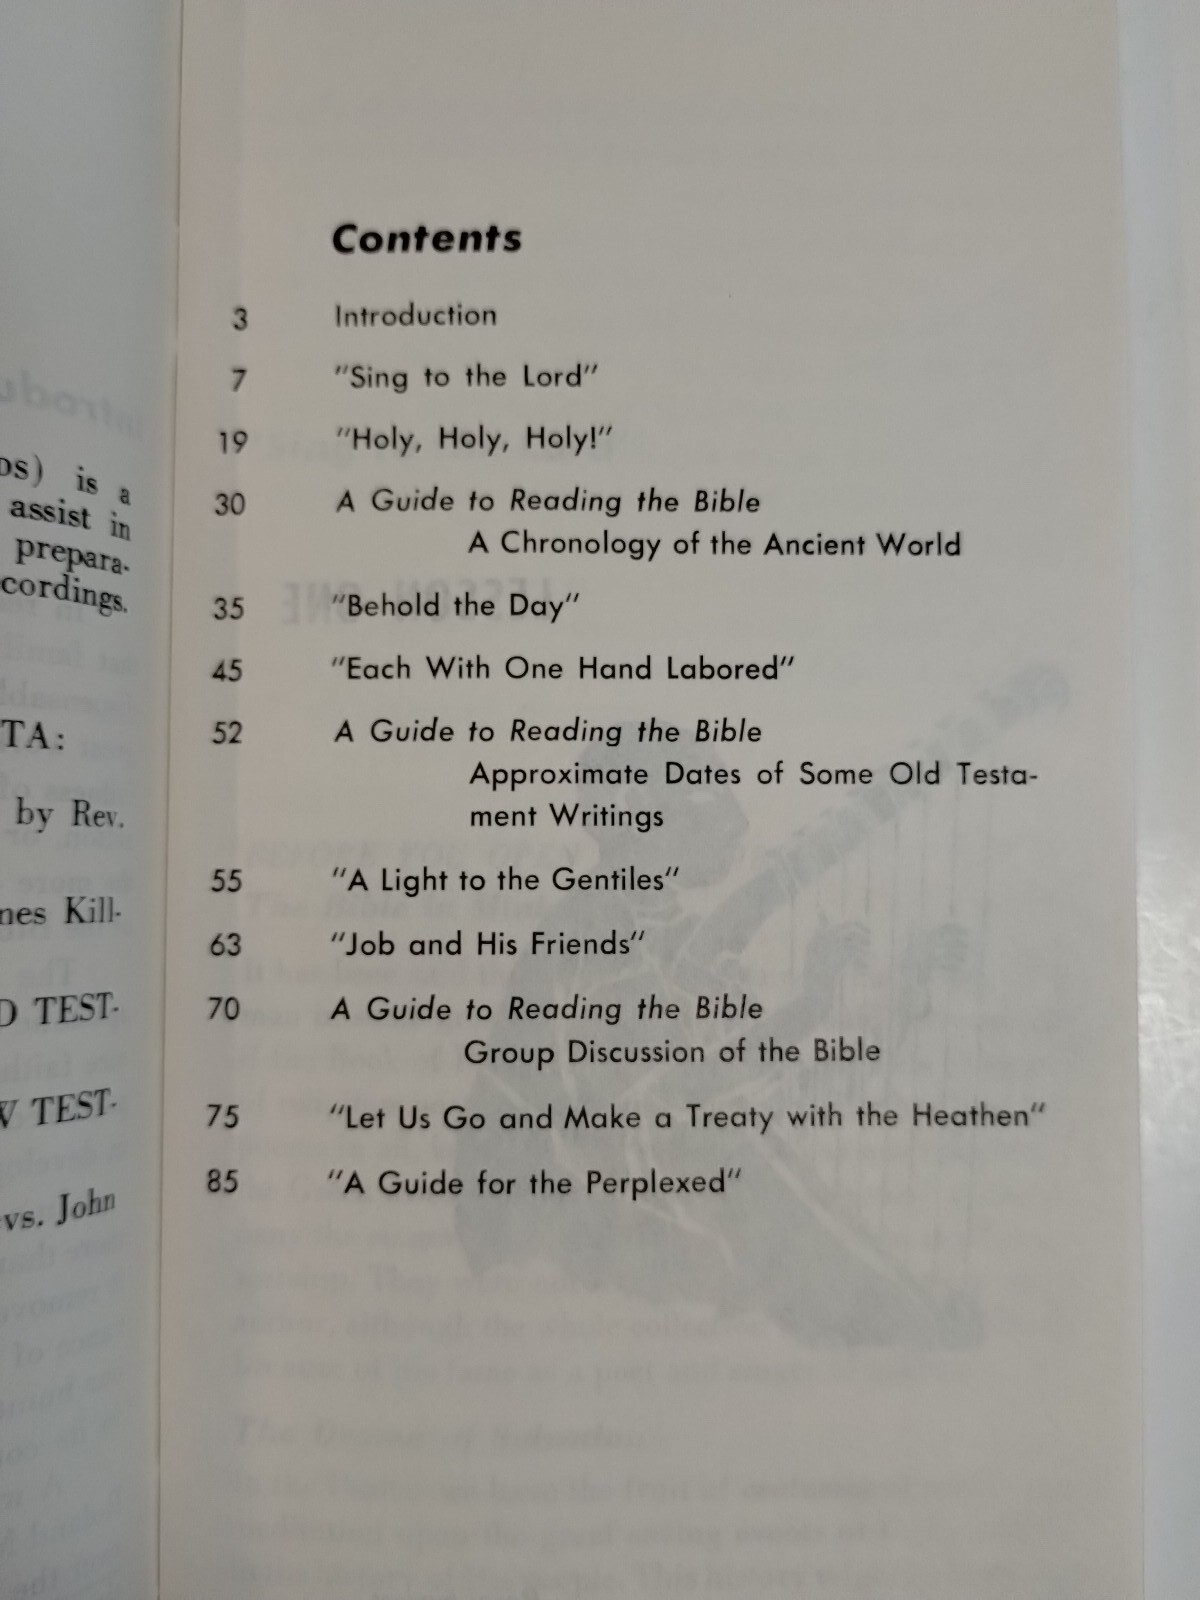 os) is a
assist in
prepara-
cordings.
TA:
by Rev.
nes Kill-
D TEST-
W TEST-
vs. John
Contents
3 Introduction
7 "Sing to the Lord"
19 "Holy, Holy, Holy!"
30 A Guide to Reading the Bible
A Chronology of the Ancient World
35 "Behold the Day"
45 "Each With One Hand Labored"
52 A Guide to Reading the Bible
Approximate Dates of Some Old Testa-
ment Writings
55 "A Light to the Gentiles"
63 "Job and His Friends"
70 A Guide to Reading the Bible
Group Discussion of the Bible
75 "Let Us Go and Make a Treaty with the Heathen"
85 "A Guide for the Perplexed"